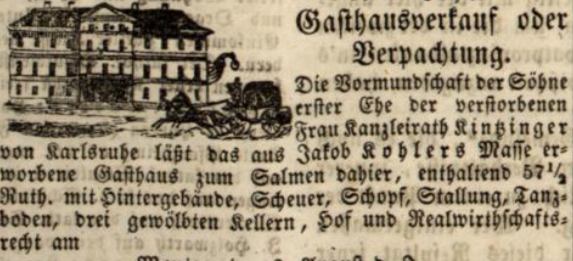 Gasthausverkauf oder
Verpachtung.
Die Vormundschaft der Söhne
erster Ehe der verstorbenen
Frau Kanzleirath Kintzinger
von Karlsruhe läßt das aus Jakob Kohlers Masse er-
worbene Gasthaus zum Salmen dahier, enthaltend 57½
Ruth. mit Hintergebäude, Scheuer, Schopf, Stallung, Tanz-
boden, drei gewölbten Kellern, Hof und Realwirthschafts-
recht am